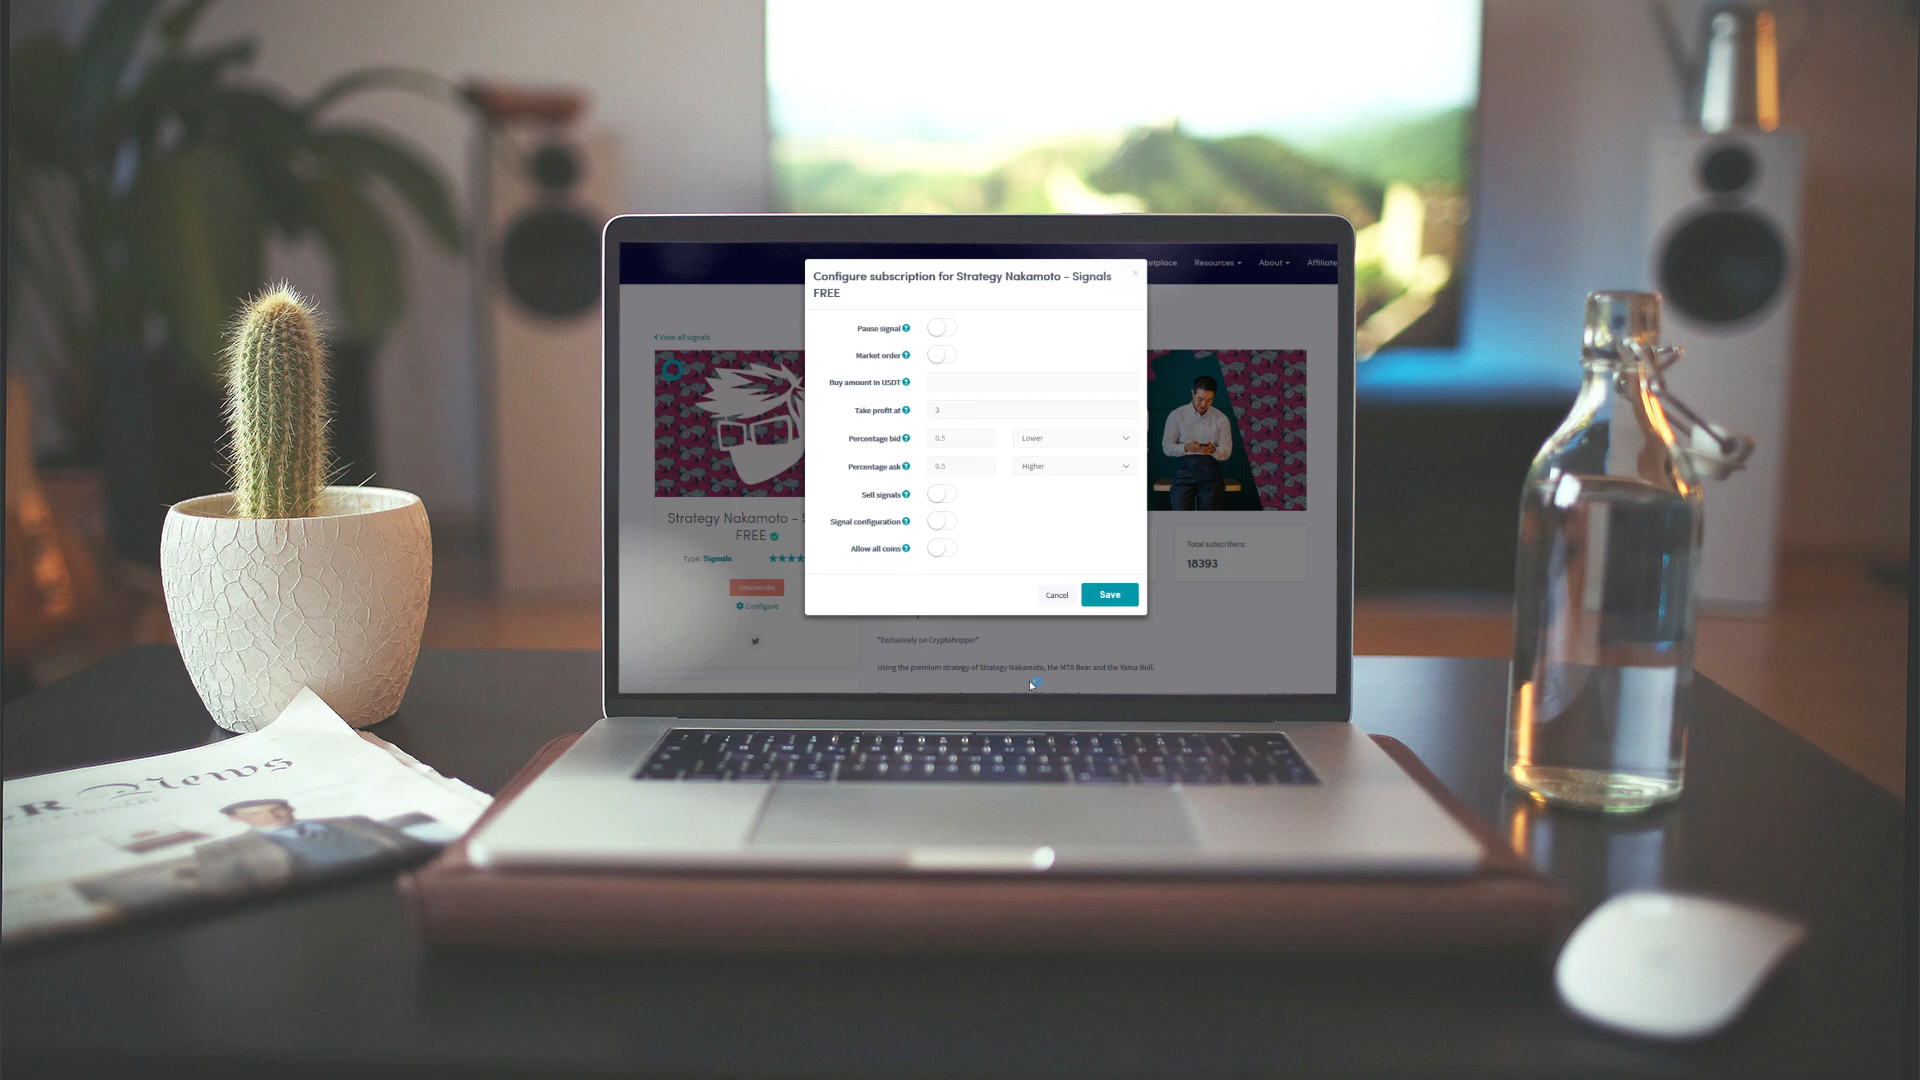 etplace
Resources
About
Affiliate
Configure subscription for Strategy Nakamoto - Signals
FREE
×
View all signals
Pause signal ?
Market order ?
Buy amount in USDT ?
Take profit at ?
3
Percentage bid ?
0.5
Lower
Percentage ask ?
0.5
Higher
Sell signals ?
Signal configuration ?
Allow all coins ?
Cancel
Save
Strategy Nakamoto - S
FREE
Type: Signals
Unsubscribe
Configure
Total subscribers:
18393
*Exclusively on Cryptohopper*
Using the premium strategy of Strategy Nakamoto, the MTA Bear and the Yama Bull.
R News